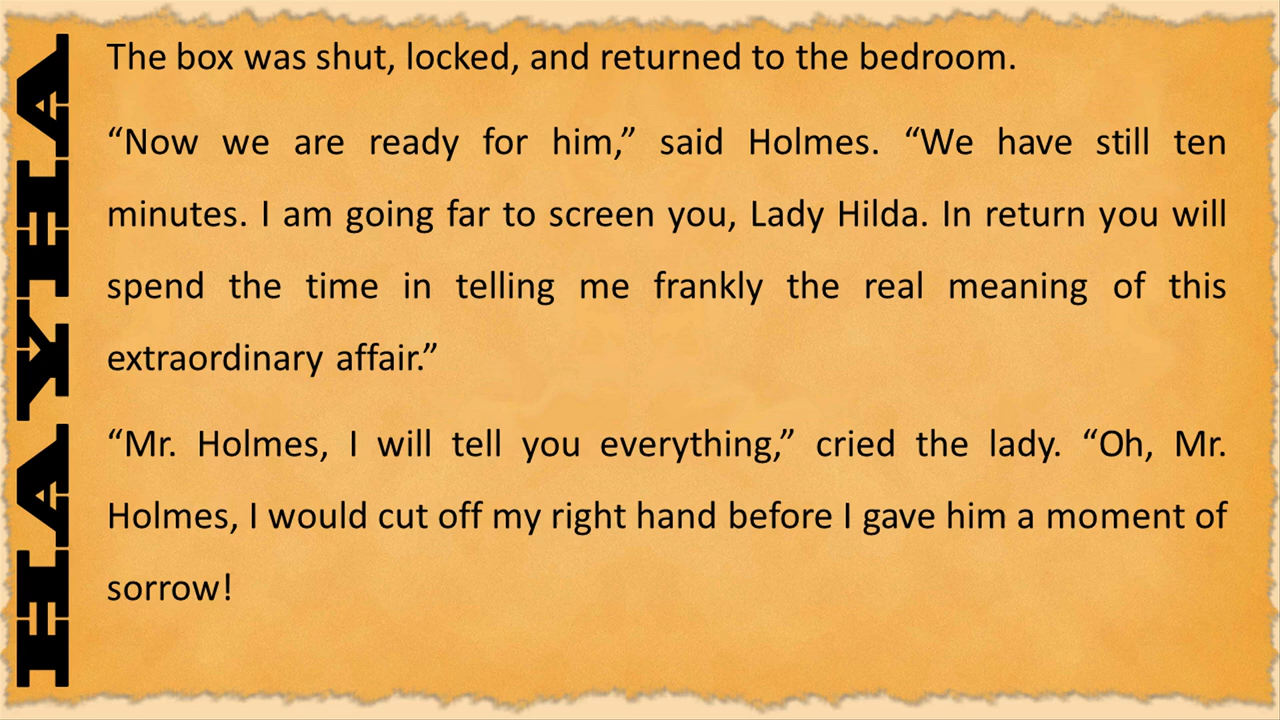 HAYHA
The box was shut, locked, and returned to the bedroom.
“Now we are ready for him,” said Holmes. “We have still ten
minutes. I am going far to screen you, Lady Hilda. In return you will
spend the time in telling me frankly the real meaning of this
extraordinary affair.”
“Mr. Holmes, I will tell you everything,” cried the lady. “Oh, Mr.
Holmes, I would cut off my right hand before I gave him a moment of
sorrow!